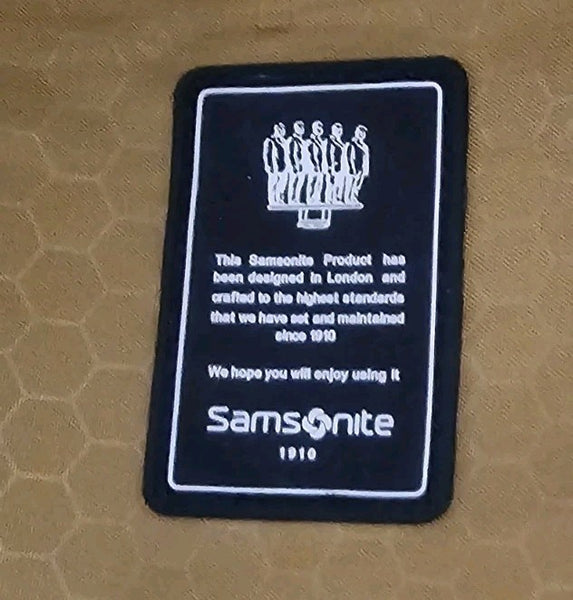 This Samsonite Product has
been designed in London and
crafted to the highest standards
that we have set and maintained
since 1910
We hope you will enjoy using it
Samsonite
1910